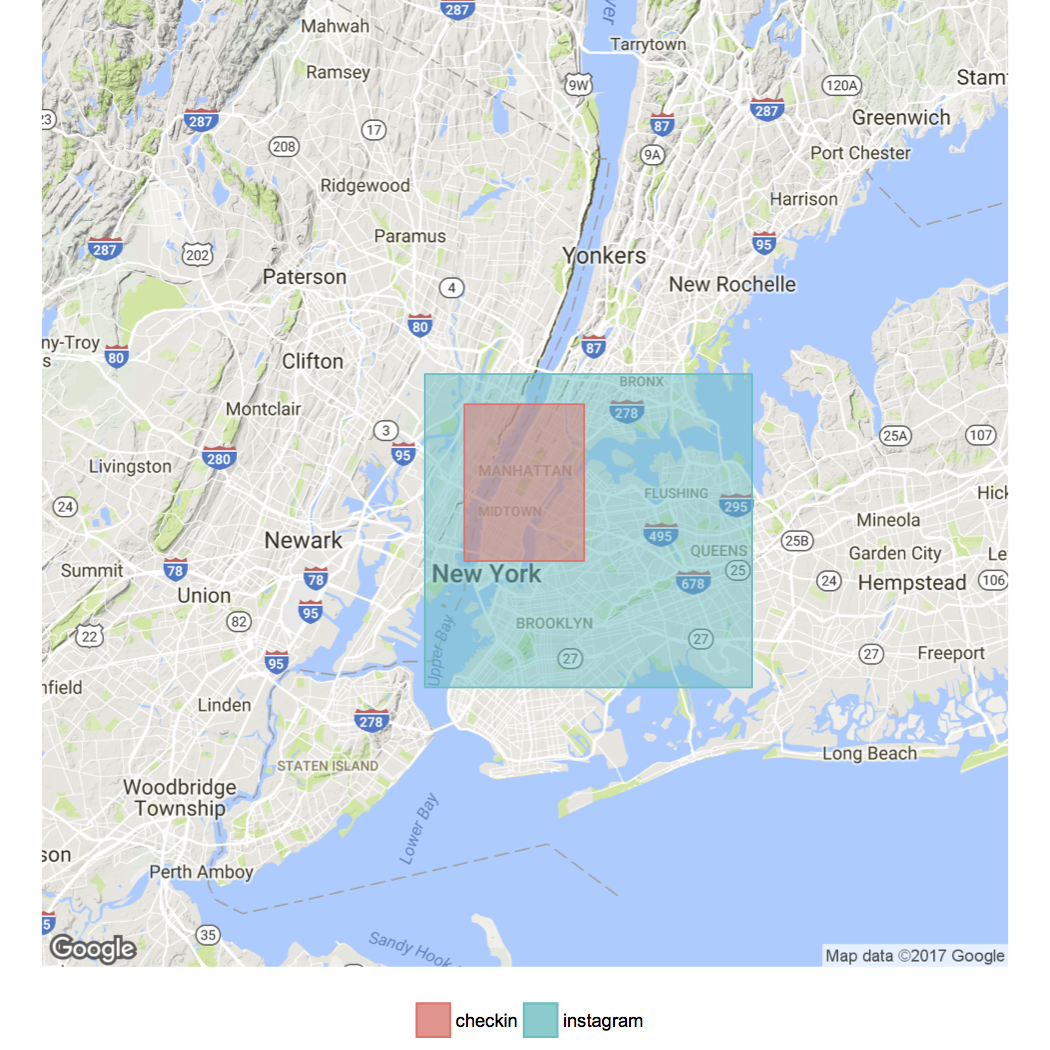 287
ver
Mahwah
Tarrytown
Ramsey
9W
120A
Stam
23
287
17
87
287
Greenwich
208
9A
Port Chester
Ridgewood
Harrison
Paramus
287
202
95
Yonkers
Paterson
4
New Rochelle
80
ny-Troy
s
80
87
Clifton
BRONX
Montclair
278
3
25A
107
Livingston
280
95
MANHATTAN
FLUSHING
Hick
24
MIDTOWN
295
Mineola
Newark
495
25B
QUEENS
Garden City
Le
Summit
78
78
New York
25
24
Hempstead
106
Union
95
678
82
BROOKLYN
22
27
27
27
Freeport
95
Upper Bay
nfield
Linden
278
Long Beach
STATEN ISLAND
Woodbridge
Township
Lower Bay
son
Perth Amboy
5
35
Sandy Hook
Google
Map data ©2017 Google
checkin
instagram